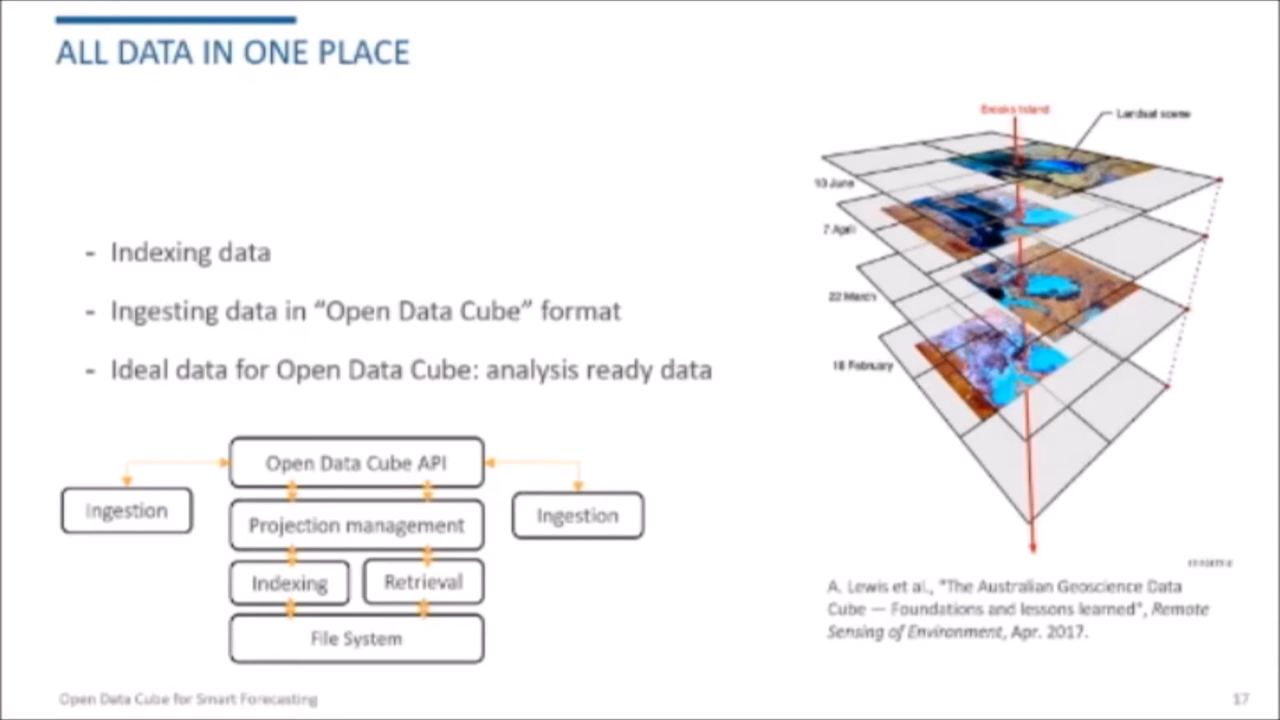 ALL DATA IN ONE PLACE
- Indexing data
- Ingesting data in “Open Data Cube” format
- Ideal data for Open Data Cube: analysis ready data
Open Data Cube API
Ingestion
Ingestion
Projection management
Indexing
Retrieval
File System
Brooks Island
Landsat scene
10 June
7 April
22 March
18 February
A. Lewis et al., "The Australian Geoscience Data
Cube — Foundations and lessons learned", Remote
Sensing of Environment, Apr. 2017.
Open Data Cube for Smart Forecasting
17